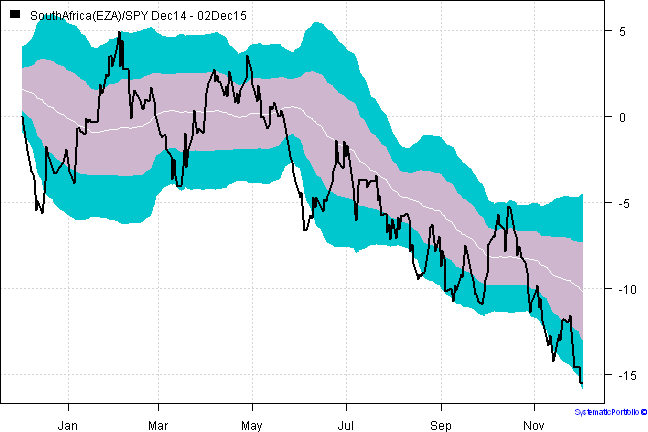 SouthAfrica(EZA)/SPY Dec14 - 02Dec15
5
0
-5
-10
-15
Jan Mar May Jul Sep Nov
SystematicPortfolio ©